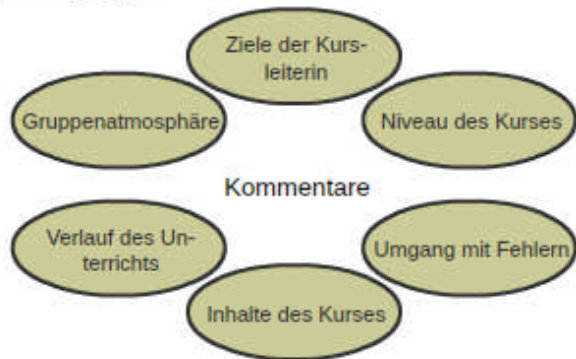 Ziele der Kurs-
leiterin
Gruppenatmosphäre
Niveau des Kurses
Kommentare
Verlauf des Un-
terrichts
Umgang mit Fehlern
Inhalte des Kurses